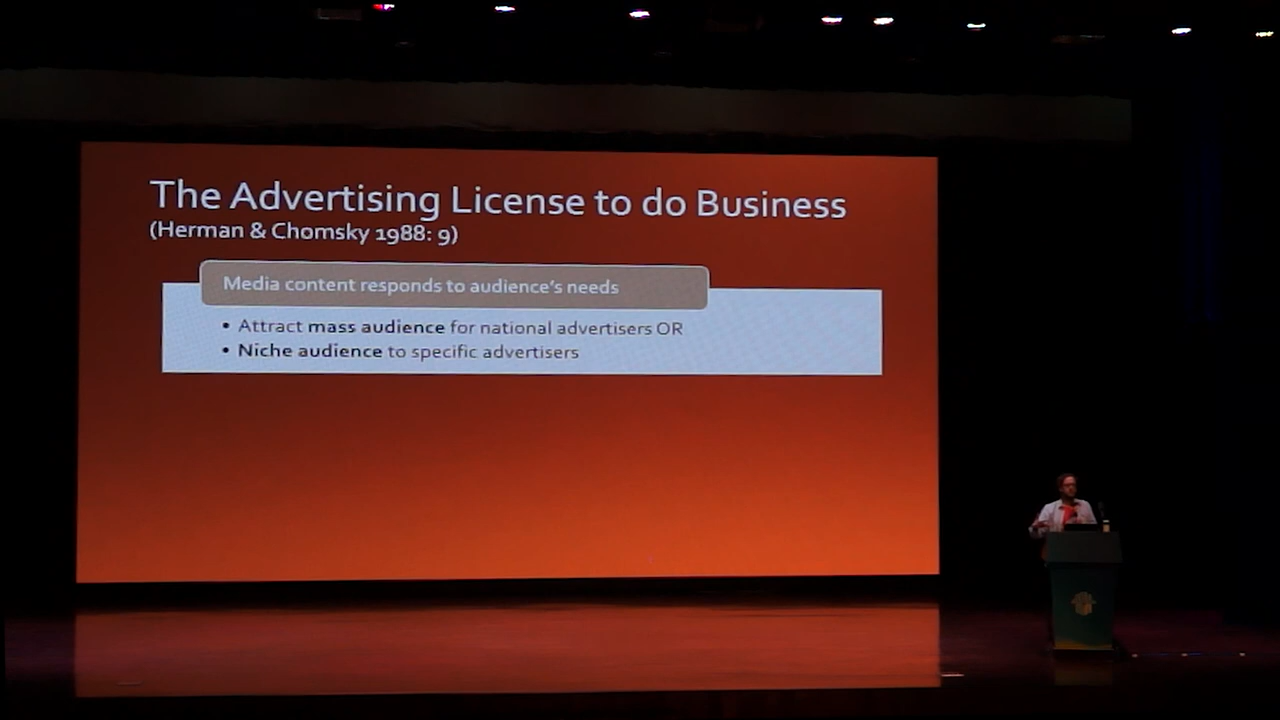 The Advertising License to do Business
(Herman & Chomsky 1988: 9)
Media content responds to audience's needs
• Attract mass audience for national advertisers OR
• Niche audience to specific advertisers